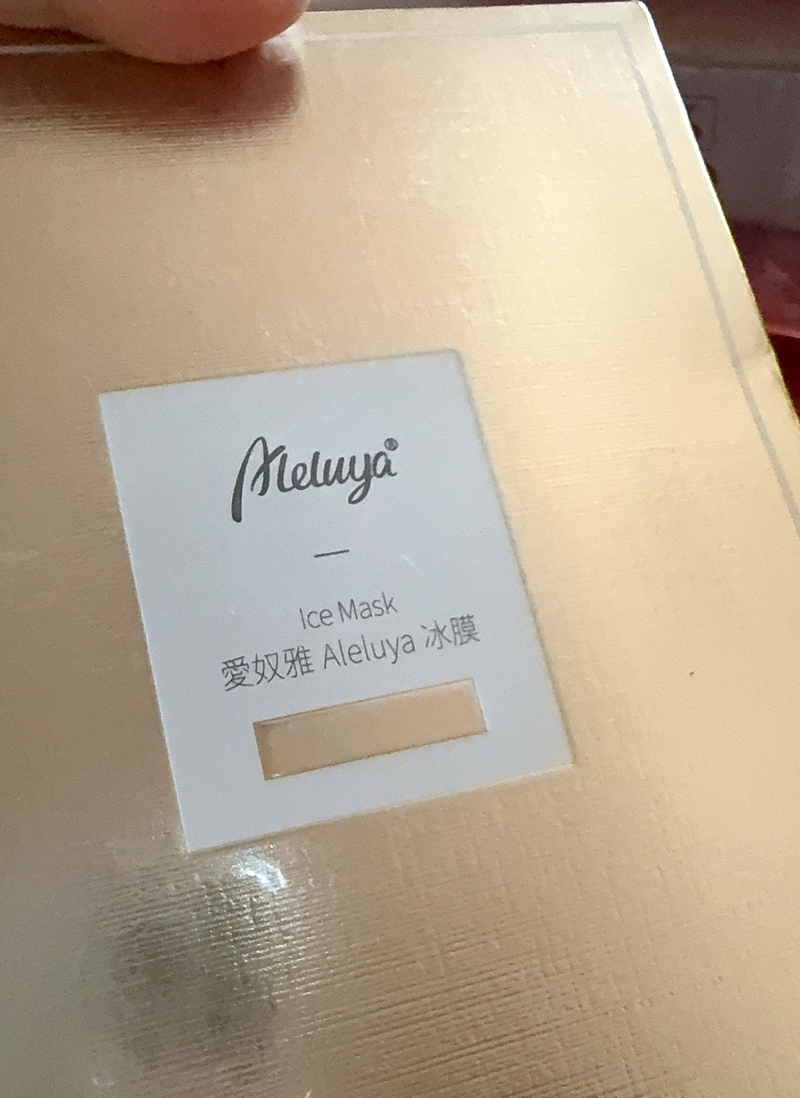 Aleluya®
Ice Mask
愛奴雅 Aleluya 冰膜